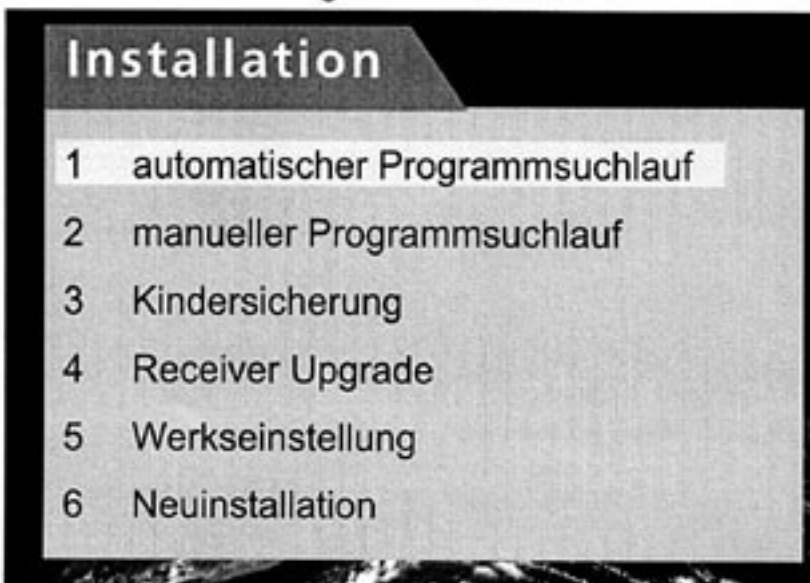 Installation
1 automatischer Programmsuchlauf
2 manueller Programmsuchlauf
3 Kindersicherung
4 Receiver Upgrade
5 Werkseinstellung
6 Neuinstallation